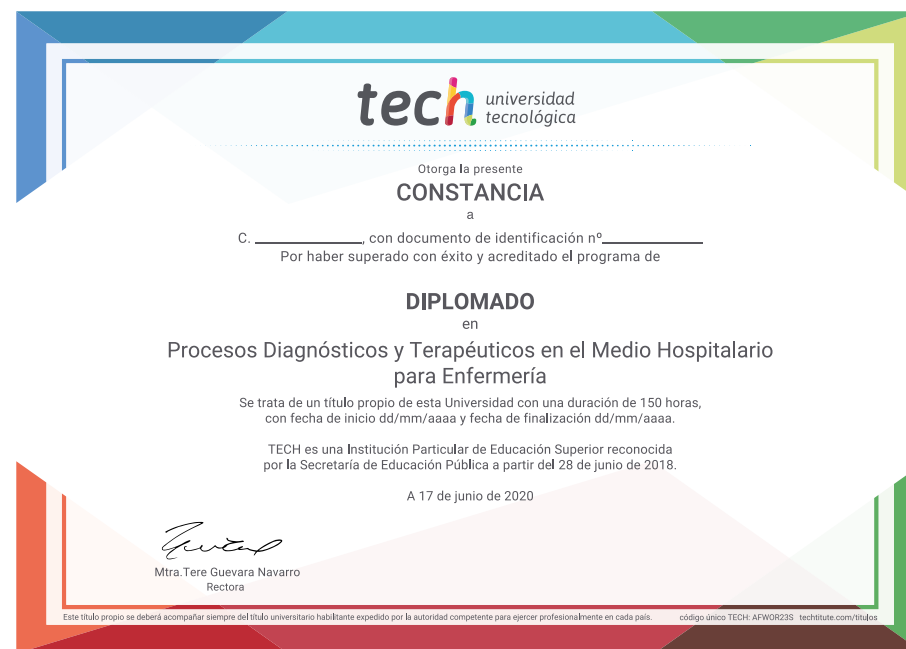 tech universidad
tecnológica
Otorga la presente
CONSTANCIA
a
C. ______________, con documento de identificación nº_____________
Por haber superado con éxito y acreditado el programa de
DIPLOMADO
en
Procesos Diagnósticos y Terapéuticos en el Medio Hospitalario
para Enfermería
Se trata de un título propio de esta Universidad con una duración de 150 horas,
con fecha de inicio dd/mm/aaaa y fecha de finalización dd/mm/aaaa.
TECH es una Institución Particular de Educación Superior reconocida
por la Secretaría de Educación Pública a partir del 28 de junio de 2018.
A 17 de junio de 2020
Mtra.Tere Guevara Navarro
Rectora
Este título propio se deberá acompañar siempre del título universitario habilitante expedido por la autoridad competente para ejercer profesionalmente en cada país. código único TECH: AFWOR23S techtitute.com/titulos